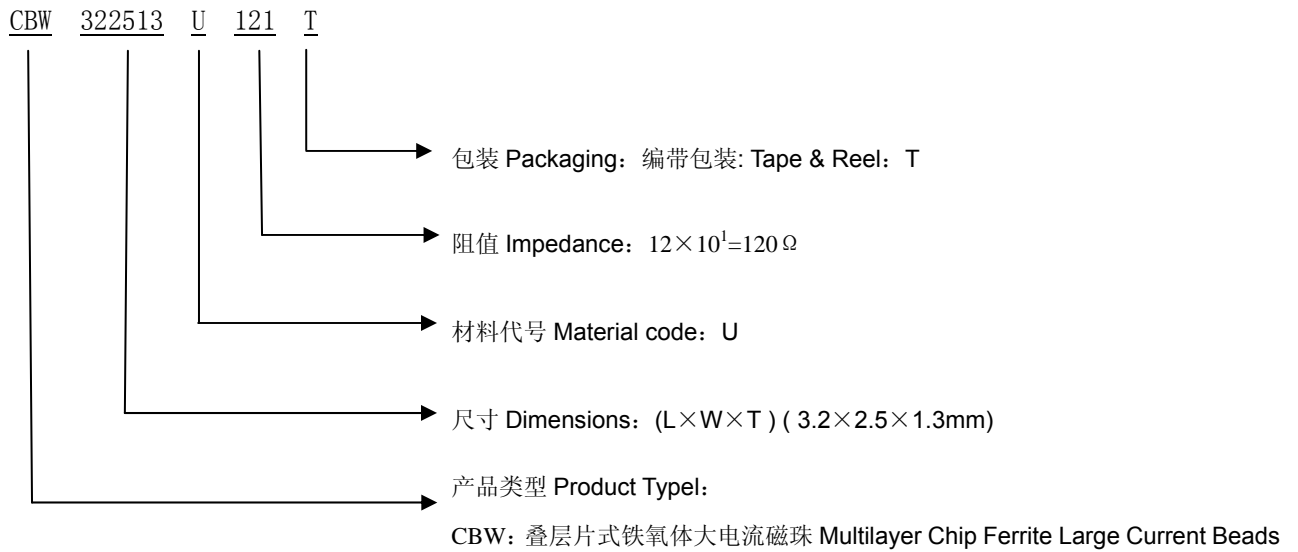 CBW 322513 U 121 T
包装 Packaging：编带包装: Tape & Reel：T
阻值 Impedance：12×10¹=120Ω
材料代号 Material code：U
尺寸 Dimensions：(L×W×T ) ( 3.2×2.5×1.3mm)
产品类型 Product Typel：
CBW：叠层片式铁氧体大电流磁珠 Multilayer Chip Ferrite Large Current Beads